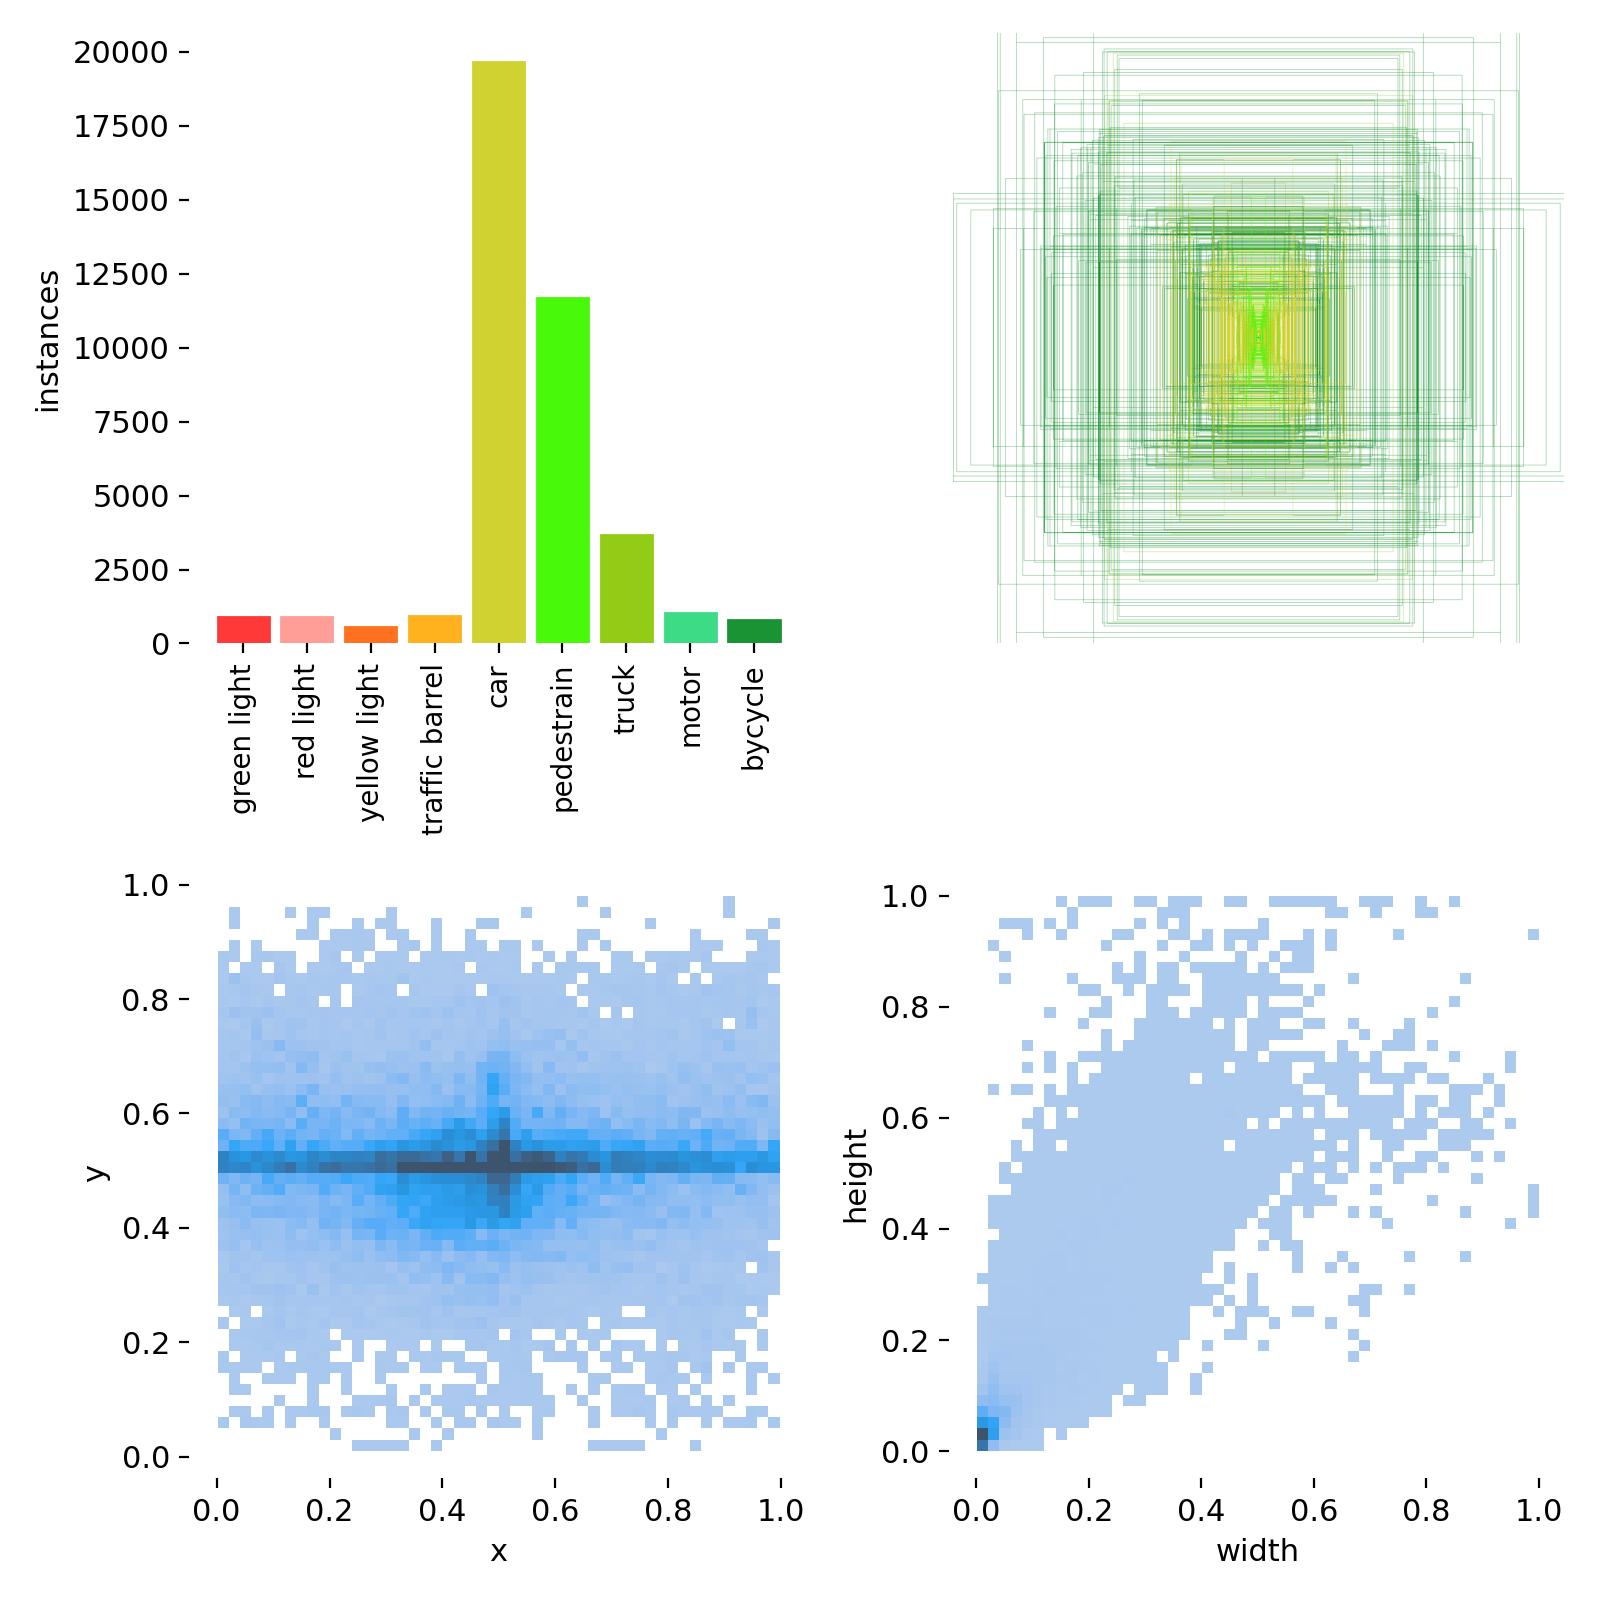 20000
17500
15000
12500
10000
7500
5000
2500
0
instances
green light
red light
yellow light
traffic barrel
car
pedestrain
truck
motor
bycycle
1.0
0.8
0.6
0.4
0.2
0.0
y
0.0 0.2 0.4 0.6 0.8 1.0
x
1.0
0.8
0.6
0.4
0.2
0.0
height
0.0 0.2 0.4 0.6 0.8 1.0
width